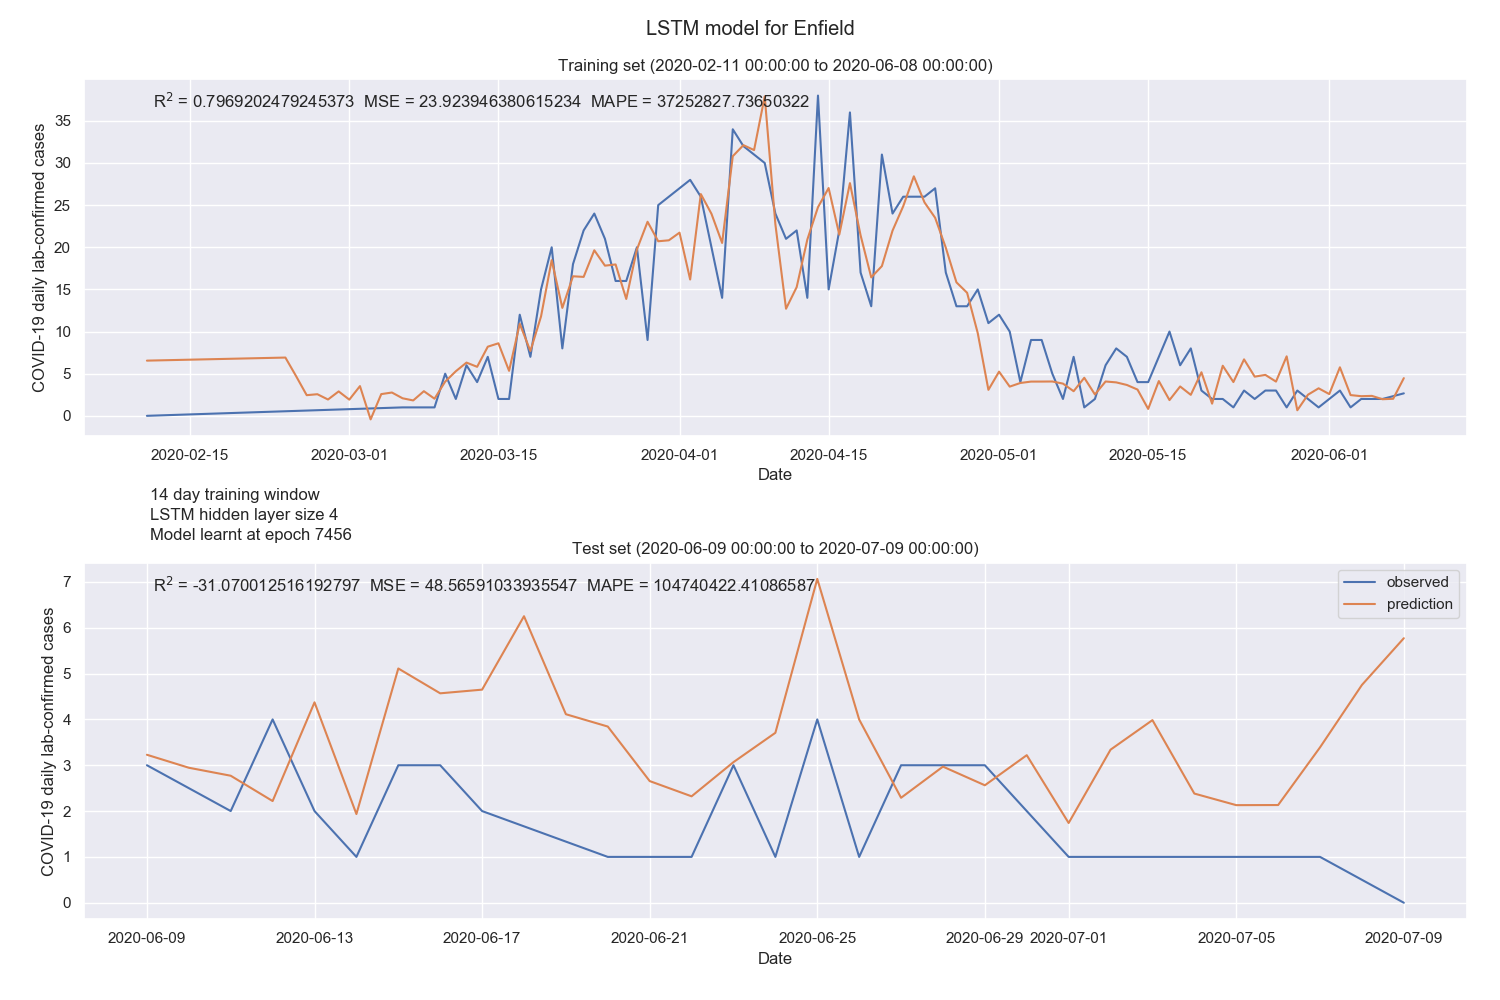 LSTM model for Enfield
Training set (2020-02-11 00:00:00 to 2020-06-08 00:00:00)
R² = 0.7969202479245373 MSE = 23.923946380615234 MAPE = 37252827.73650322
COVID-19 daily lab-confirmed cases
35
30
25
20
15
10
5
0
2020-02-15 2020-03-01 2020-03-15 2020-04-01 2020-04-15 2020-05-01 2020-05-15 2020-06-01
Date
14 day training window
LSTM hidden layer size 4
Model learnt at epoch 7456
Test set (2020-06-09 00:00:00 to 2020-07-09 00:00:00)
R² = -31.070012516192797 MSE = 48.56591033935547 MAPE = 104740422.41086587
observed
prediction
COVID-19 daily lab-confirmed cases
7
6
5
4
3
2
1
0
2020-06-09 2020-06-13 2020-06-17 2020-06-21 2020-06-25 2020-06-29 2020-07-01 2020-07-05 2020-07-09
Date